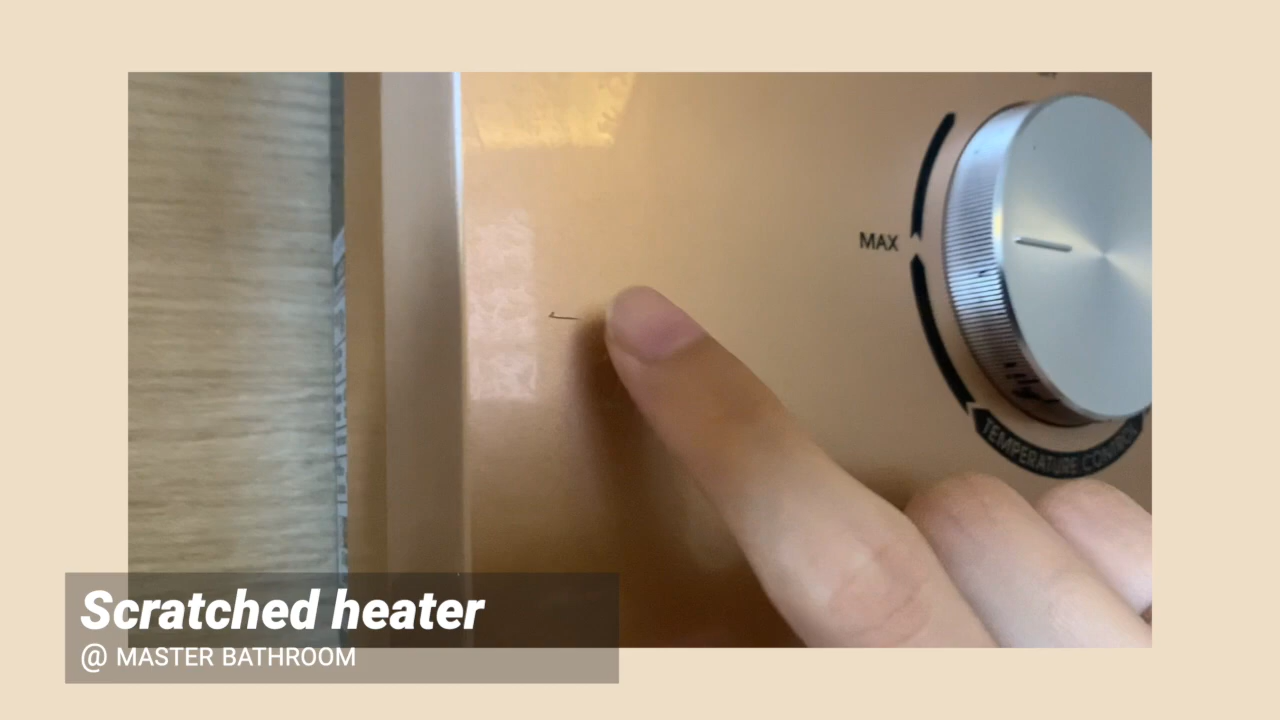 MAX
TEMPERATURE CONTROL
Scratched heater
@ MASTER BATHROOM